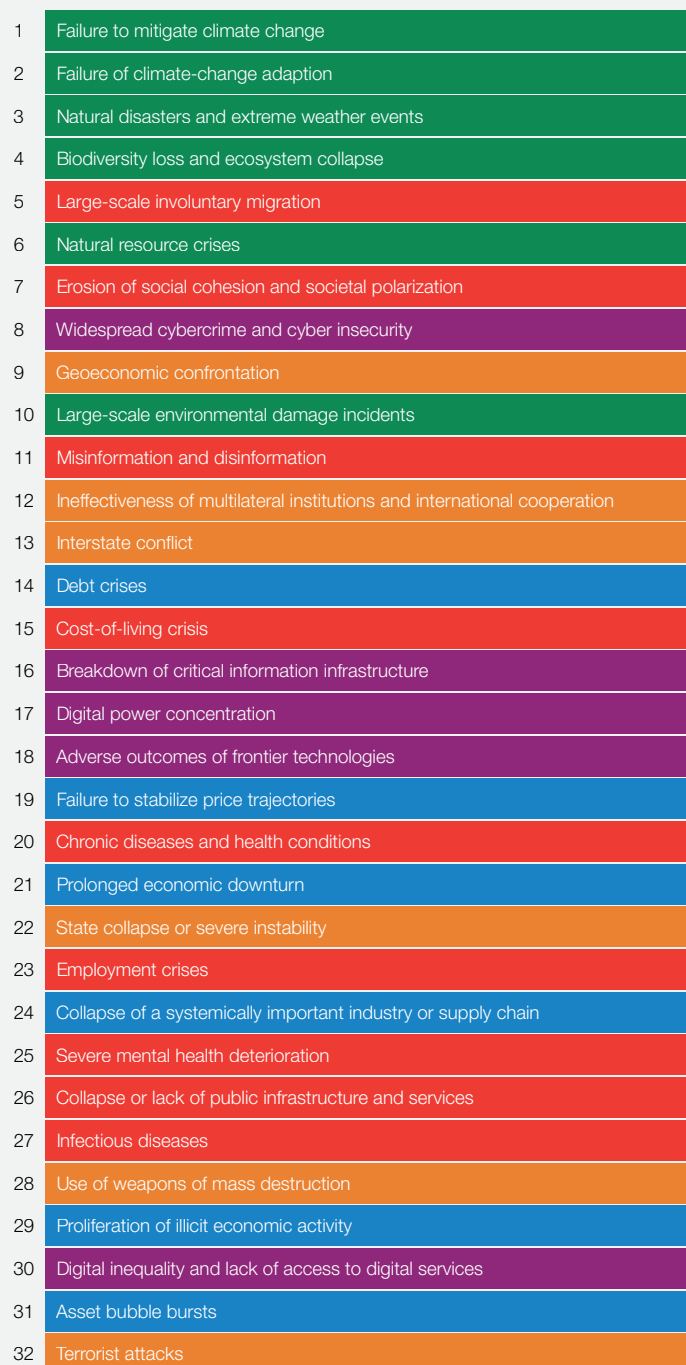 1 Failure to mitigate climate change
2 Failure of climate-change adaption
3 Natural disasters and extreme weather events
4 Biodiversity loss and ecosystem collapse
5 Large-scale involuntary migration
6 Natural resource crises
7 Erosion of social cohesion and societal polarization
8 Widespread cybercrime and cyber insecurity
9 Geoeconomic confrontation
10 Large-scale environmental damage incidents
11 Misinformation and disinformation
12 Ineffectiveness of multilateral institutions and international cooperation
13 Interstate conflict
14 Debt crises
15 Cost-of-living crisis
16 Breakdown of critical information infrastructure
17 Digital power concentration
18 Adverse outcomes of frontier technologies
19 Failure to stabilize price trajectories
20 Chronic diseases and health conditions
21 Prolonged economic downturn
22 State collapse or severe instability
23 Employment crises
24 Collapse of a systemically important industry or supply chain
25 Severe mental health deterioration
26 Collapse or lack of public infrastructure and services
27 Infectious diseases
28 Use of weapons of mass destruction
29 Proliferation of illicit economic activity
30 Digital inequality and lack of access to digital services
31 Asset bubble bursts
32 Terrorist attacks